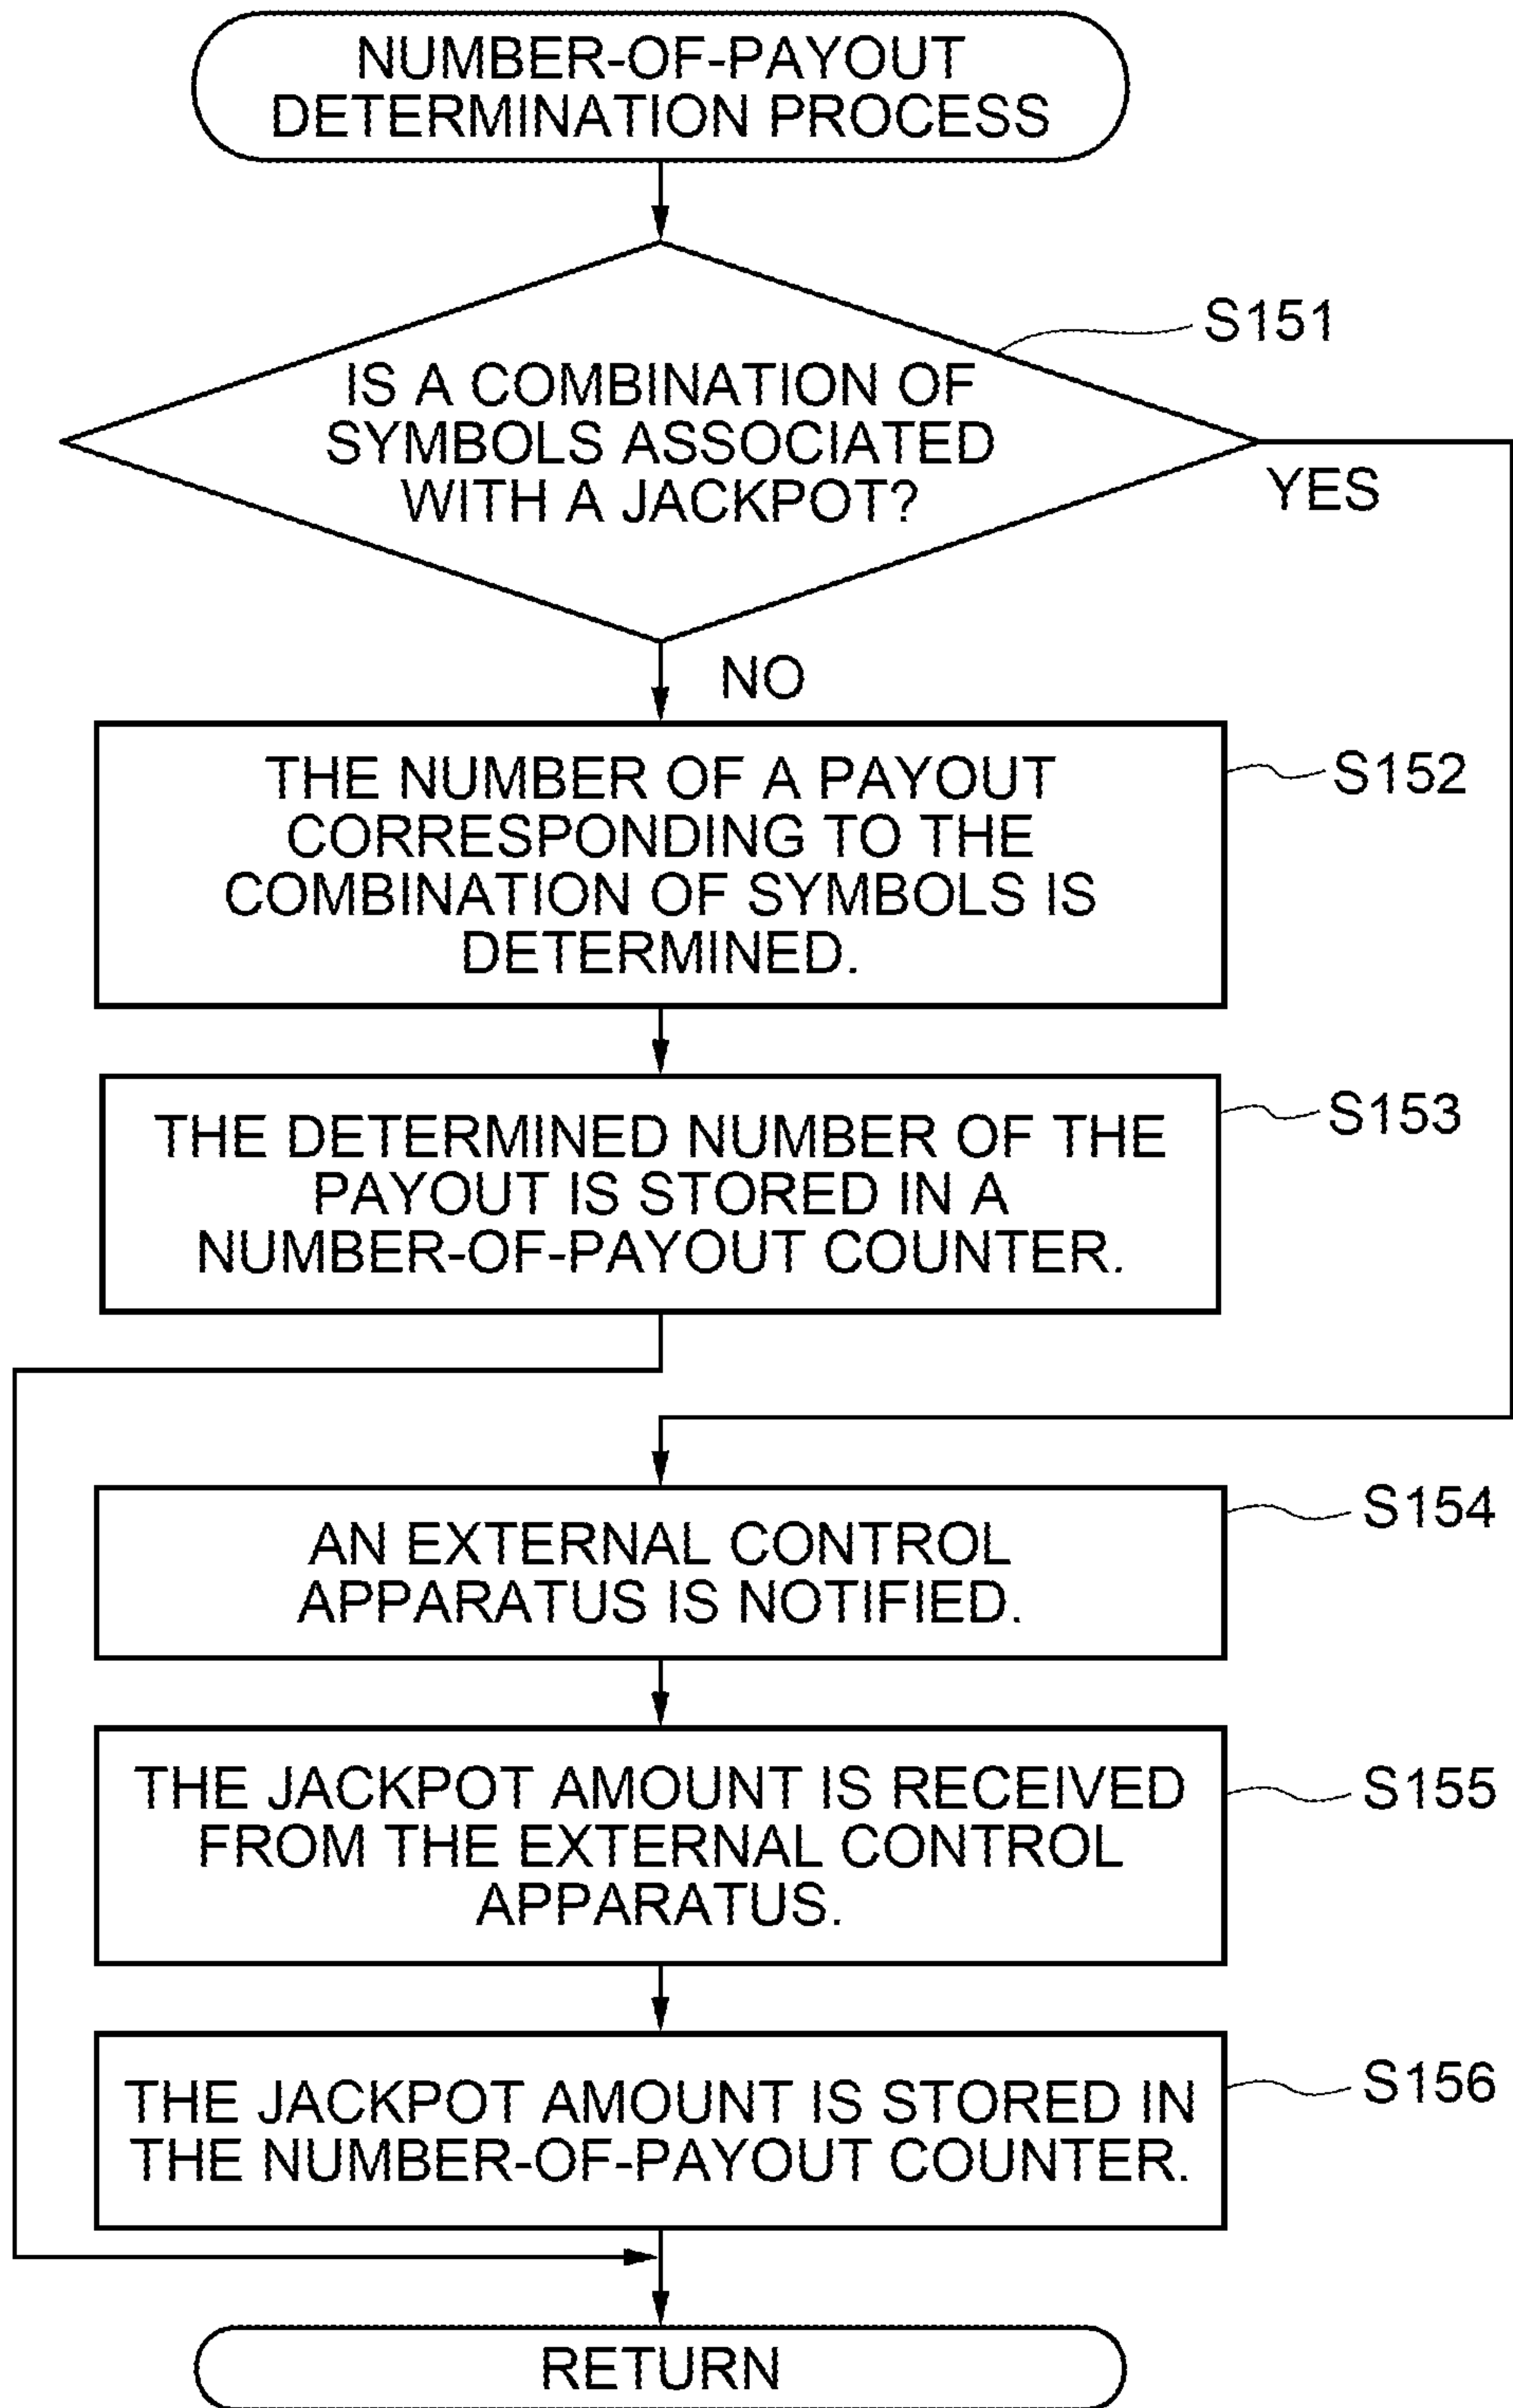 NUMBER-OF-PAYOUT
DETERMINATION PROCESS
S151
IS A COMBINATION OF
SYMBOLS ASSOCIATED
WITH A JACKPOT?
YES
NO
THE NUMBER OF A PAYOUT
CORRESPONDING TO THE
COMBINATION OF SYMBOLS IS
DETERMINED.
S152
THE DETERMINED NUMBER OF THE
PAYOUT IS STORED IN A
NUMBER-OF-PAYOUT COUNTER.
S153
AN EXTERNAL CONTROL
APPARATUS IS NOTIFIED.
S154
THE JACKPOT AMOUNT IS RECEIVED
FROM THE EXTERNAL CONTROL
APPARATUS.
S155
THE JACKPOT AMOUNT IS STORED IN
THE NUMBER-OF-PAYOUT COUNTER.
S156
RETURN